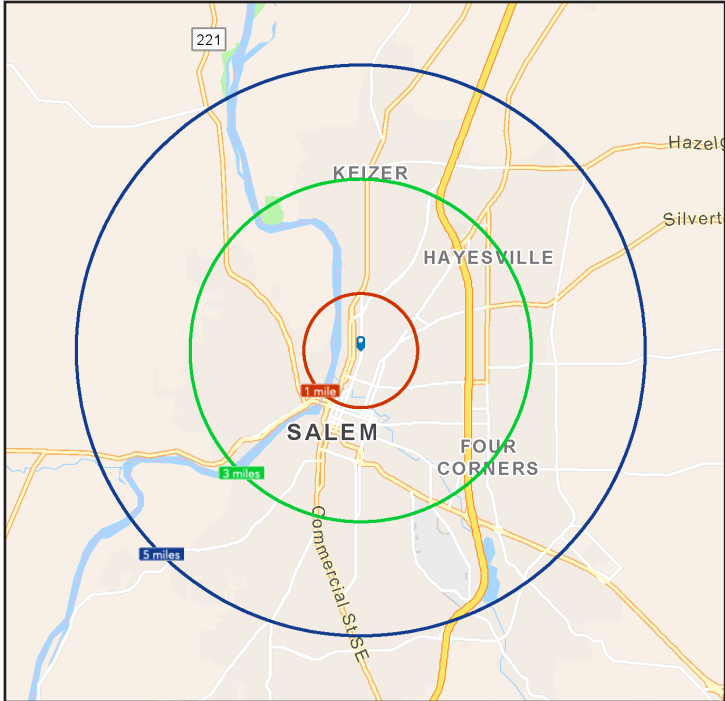 221
Hazelg
KEIZER
Silvert
HAYESVILLE
1 mile
SALEM
FOUR
CORNERS
3 miles
Commercial St SE
5 miles